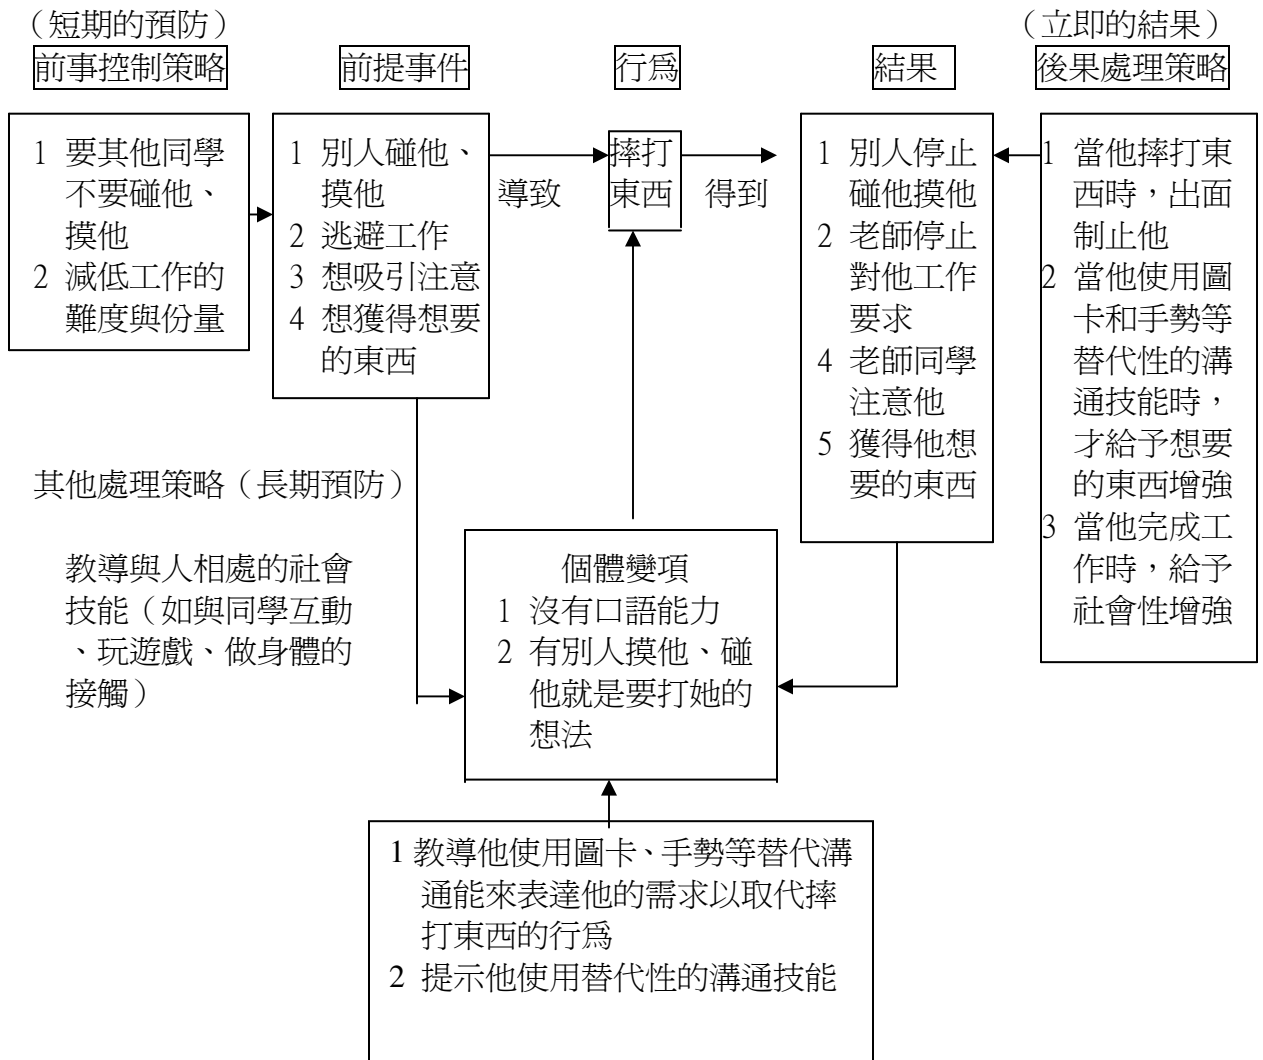 （短期的預防）
（立即的結果）
前事控制策略
前提事件
行為
結果
後果處理策略
1 要其他同學
不要碰他、
摸他
2 減低工作的
難度與份量
1 別人碰他、
摸他
2 逃避工作
3 想吸引注意
4 想獲得想要
的東西
導致
摔打
東西
得到
1 別人停止
碰他摸他
2 老師停止
對他工作
要求
4 老師同學
注意他
5 獲得他想
要的東西
1 當他摔打東
西時，出面
制止他
2 當他使用圖
卡和手勢等
替代性的溝
通技能時，
才給予想要
的東西增強
3 當他完成工
作時，給予
社會性增強
其他處理策略（長期預防）
教導與人相處的社會
技能（如與同學互動
、玩遊戲、做身體的
接觸）
個體變項
1 沒有口語能力
2 有別人摸他、碰
他就是要打她的
想法
1 教導他使用圖卡、手勢等替代溝
通能來表達他的需求以取代摔
打東西的行為
2 提示他使用替代性的溝通技能